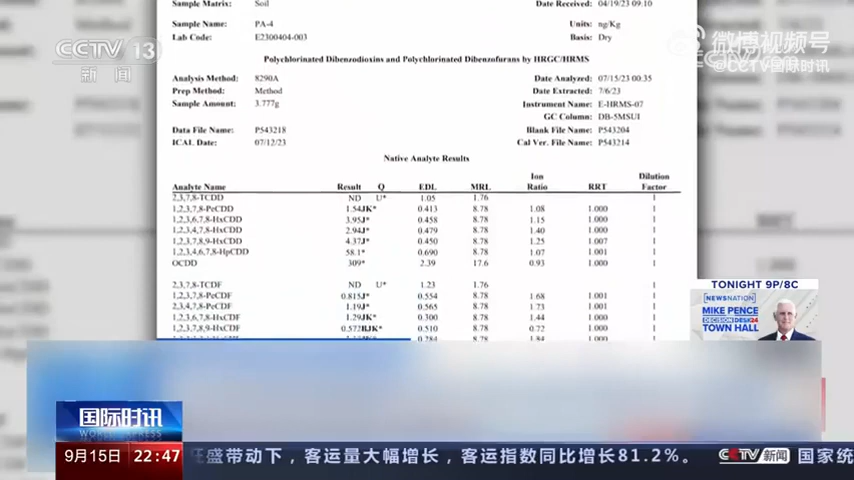 Sample Matrix: Soil Date Received: 04/19/23 09:10
Sample Name: PA-4 Units: ng/Kg
Lab Code: E2300404-003 Basis: Dry
Polychlorinated Dibenzodioxins and Polychlorinated Dibenzofurans by HRGC/HRMS
Analysis Method: 8290A Date Analyzed: 07/15/23 00:35
Prep Method: Method Date Extracted: 7/6/23
Sample Amount: 3.777g Instrument Name: E-HRMS-07
GC Column: DB-5MSUI
Data File Name: P543218 Blank File Name: P543204
ICAL Date: 07/12/23 Cal Ver. File Name: P543214
Native Analyte Results
Analyte Name Result Q EDL MRL Ion Ratio RRT Dilution Factor
2,3,7,8-TCDD ND U* 1.05 1.76 1
1,2,3,7,8-PeCDD 1.54JK* 0.413 8.78 1.08 1.000 1
1,2,3,6,7,8-HxCDD 3.95J* 0.458 8.78 1.15 1.000 1
1,2,3,4,7,8-HxCDD 2.94J* 0.479 8.78 1.40 1.000 1
1,2,3,7,8,9-HxCDD 4.37J* 0.450 8.78 1.25 1.007 1
1,2,3,4,6,7,8-HpCDD 58.1* 0.690 8.78 1.07 1.001 1
OCDD 309* 2.39 17.6 0.93 1.000 1
2,3,7,8-TCDF ND U* 1.23 1.76 1
1,2,3,7,8-PeCDF 0.815J* 0.554 8.78 1.68 1.001 1
2,3,4,7,8-PeCDF 1.19J* 0.565 8.78 1.73 1.001 1
1,2,3,6,7,8-HxCDF 1.29JK* 0.300 8.78 1.44 1.000 1
1,2,3,7,8,9-HxCDF 0.572BJK* 0.510 8.78 0.72 1.000 1
0.284 8.78 1.84 1.000 1
CCTV 13
新闻
微博视频号
@CCTV国际时讯
TONIGHT 9P/8C
NEWSNATION
MIKE PENCE
DECISION DESK24
TOWN HALL
国际时讯
9月15日 22:47
旺盛带动下，客运量大幅增长，客运指数同比增长81.2%。 CCTV新闻 国家统